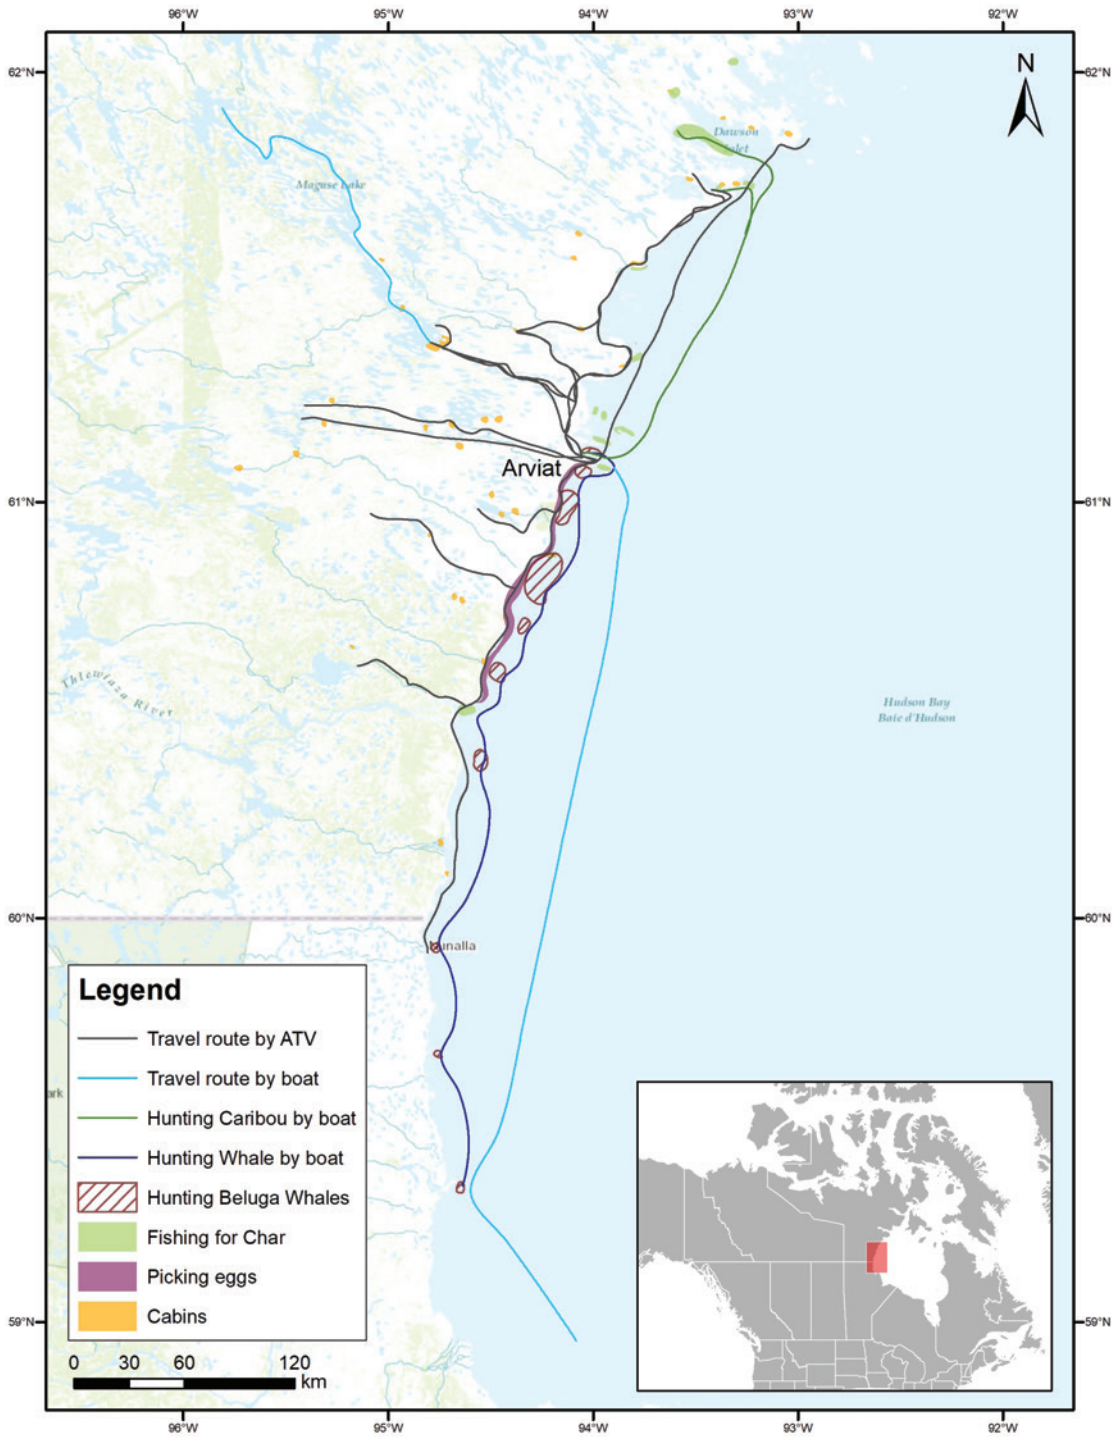 96°W 95°W 94°W 93°W 92°W
62°N 62°N
N
Dawson
Inlet
Maguse Lake
Arviat
61°N 61°N
Thlewiaza River
Hudson Bay
Baie d'Hudson
60°N 60°N
Nunalla
Legend
Travel route by ATV
Travel route by boat
ark
Hunting Caribou by boat
Hunting Whale by boat
Hunting Beluga Whales
Fishing for Char
Picking eggs
Cabins
59°N 59°N
0 30 60 120
km
96°W 95°W 94°W 93°W 92°W